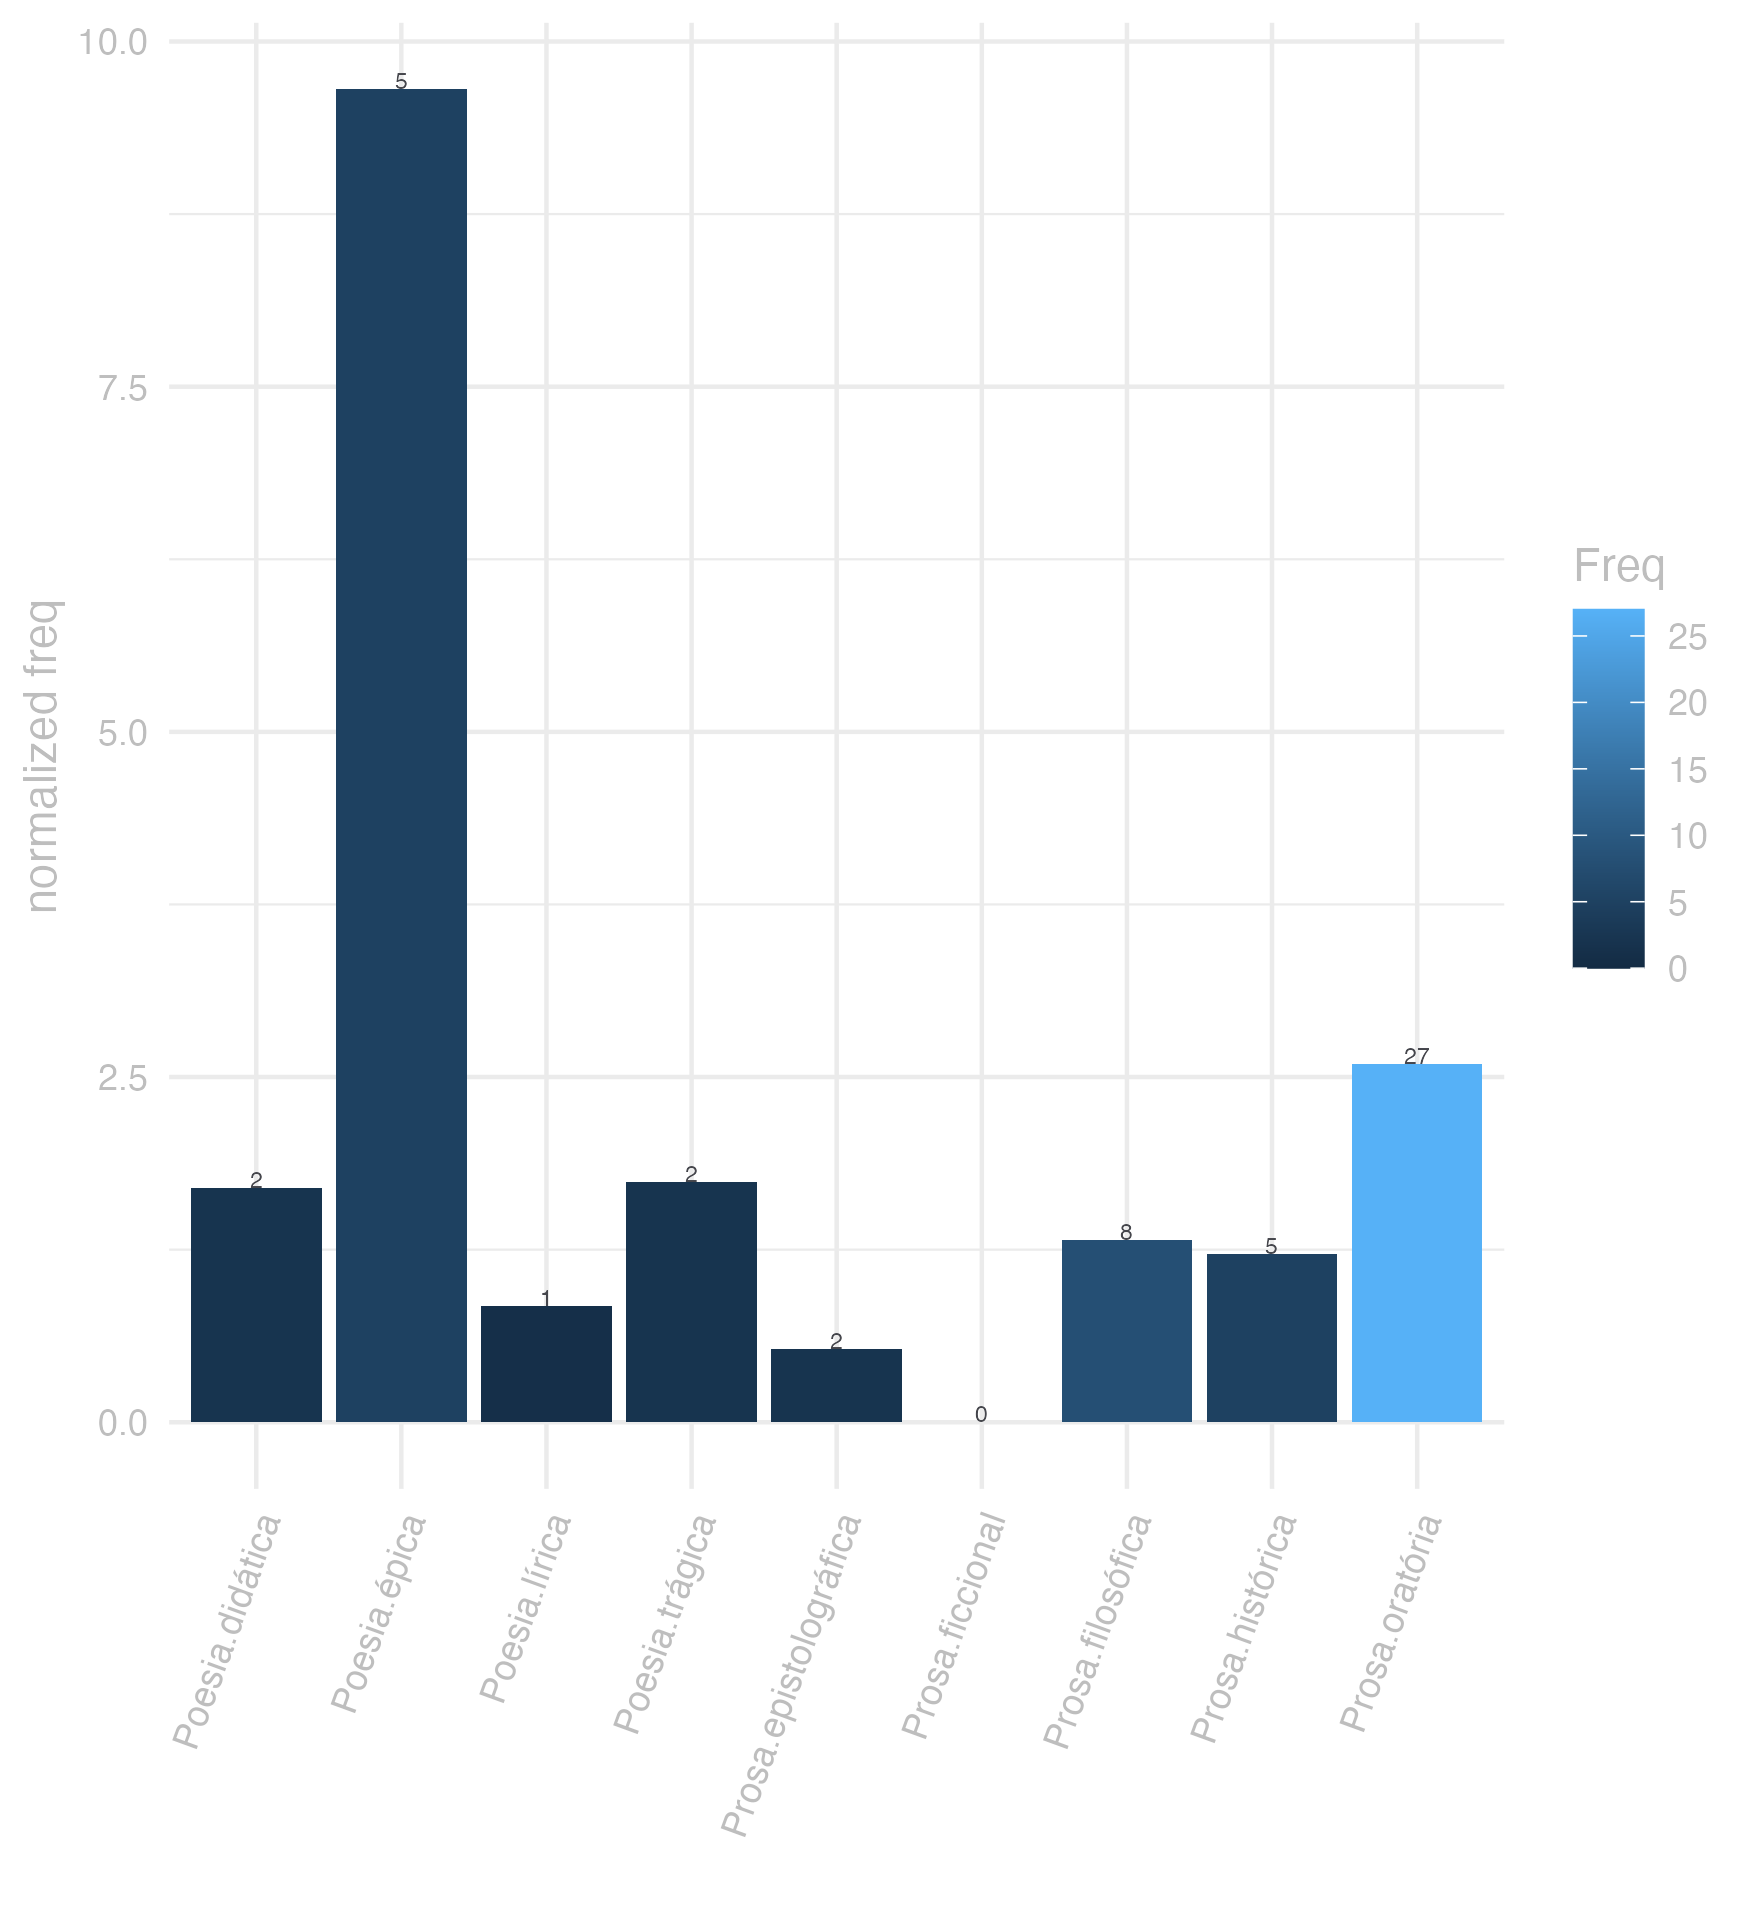 10.0
7.5
5.0
2.5
0.0
normalized freq
2
5
1
2
2
0
8
5
27
Poesia.didática
Poesia.épica
Poesia.lírica
Poesia.trágica
Prosa.epistolográfica
Prosa.ficcional
Prosa.filosófica
Prosa.histórica
Prosa.oratória
Freq
25
20
15
10
5
0